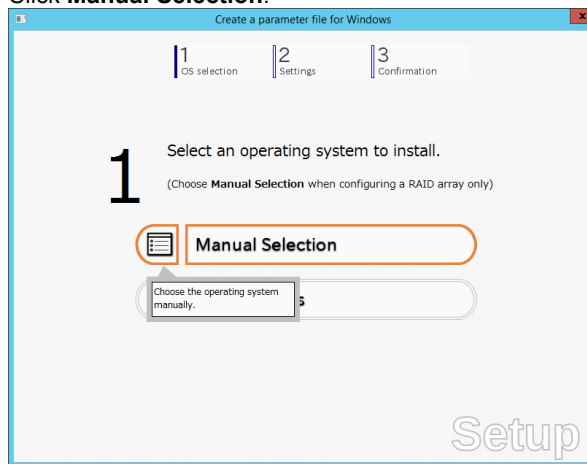 Click Manual Selection.
Create a parameter file for Windows
x
1
OS selection
2
Settings
3
Confirmation
1
Select an operating system to install.
(Choose Manual Selection when configuring a RAID array only)
Manual Selection
Choose the operating system
manually.
s
Setup